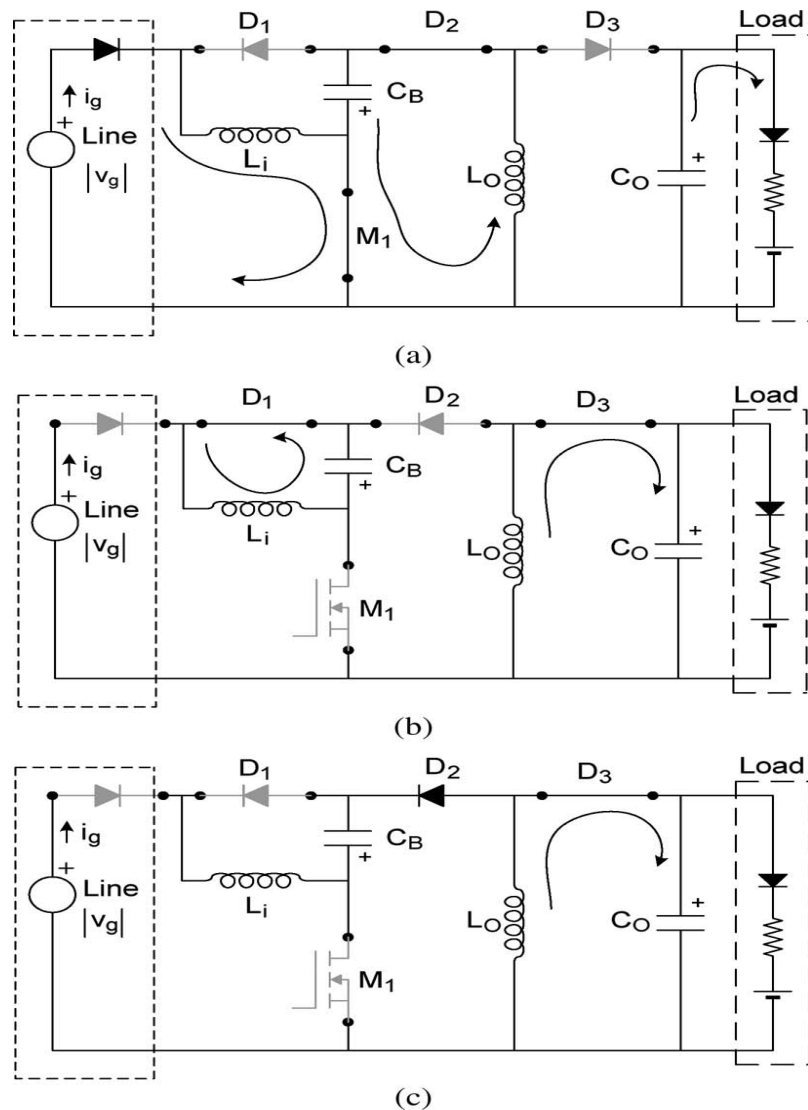 D1 D2 D3 Load
ig
+
Line
|vg|
CB
+
Li
M1
LO
CO
+
(a)
D1 D2 D3 Load
ig
+
Line
|vg|
CB
+
Li
M1
LO
CO
+
(b)
D1 D2 D3 Load
ig
+
Line
|vg|
CB
+
Li
M1
LO
CO
+
(c)